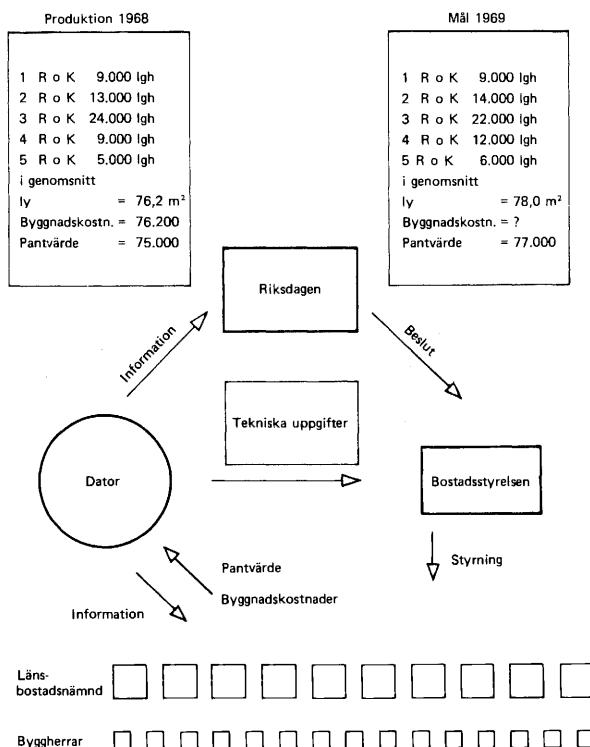 Produktion 1968
1 R o K 9.000 lgh
2 R o K 13.000 lgh
3 R o K 24.000 lgh
4 R o K 9.000 lgh
5 R o K 5.000 lgh
i genomsnitt
ly = 76,2 m²
Byggnadskostn. = 76.200
Pantvärde = 75.000
Mål 1969
1 R o K 9.000 lgh
2 R o K 14.000 lgh
3 R o K 22.000 lgh
4 R o K 12.000 lgh
5 R o K 6.000 lgh
i genomsnitt
ly = 78,0 m²
Byggnadskostn. = ?
Pantvärde = 77.000
Riksdagen
Information
Beslut
Tekniska uppgifter
Dator
Bostadsstyrelsen
Styrning
Pantvärde
Byggnadskostnader
Information
Läns-
bostadsnämnd
Byggherrar